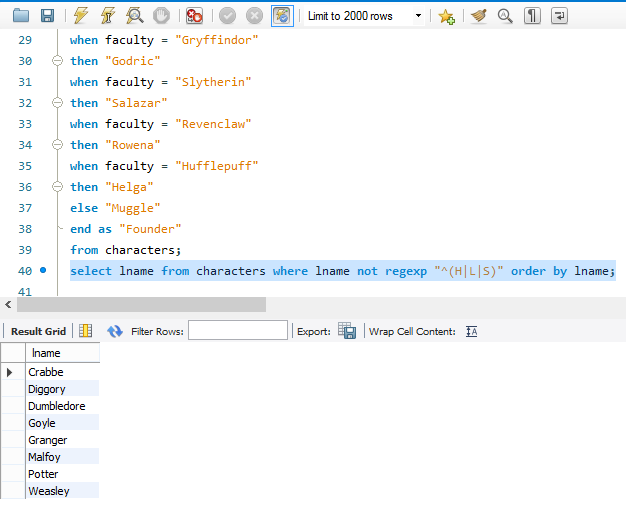 Limit to 2000 rows
29 when faculty = "Gryffindor"
30 then "Godric"
31 when faculty = "Slytherin"
32 then "Salazar"
33 when faculty = "Revenclaw"
34 then "Rowena"
35 when faculty = "Hufflepuff"
36 then "Helga"
37 else "Muggle"
38 end as "Founder"
39 from characters;
40 select lname from characters where lname not regexp "^(H|L|S)" order by lname;
41
Result Grid Filter Rows: Export: Wrap Cell Content: IA
lname
Crabbe
Diggory
Dumbledore
Goyle
Granger
Malfoy
Potter
Weasley